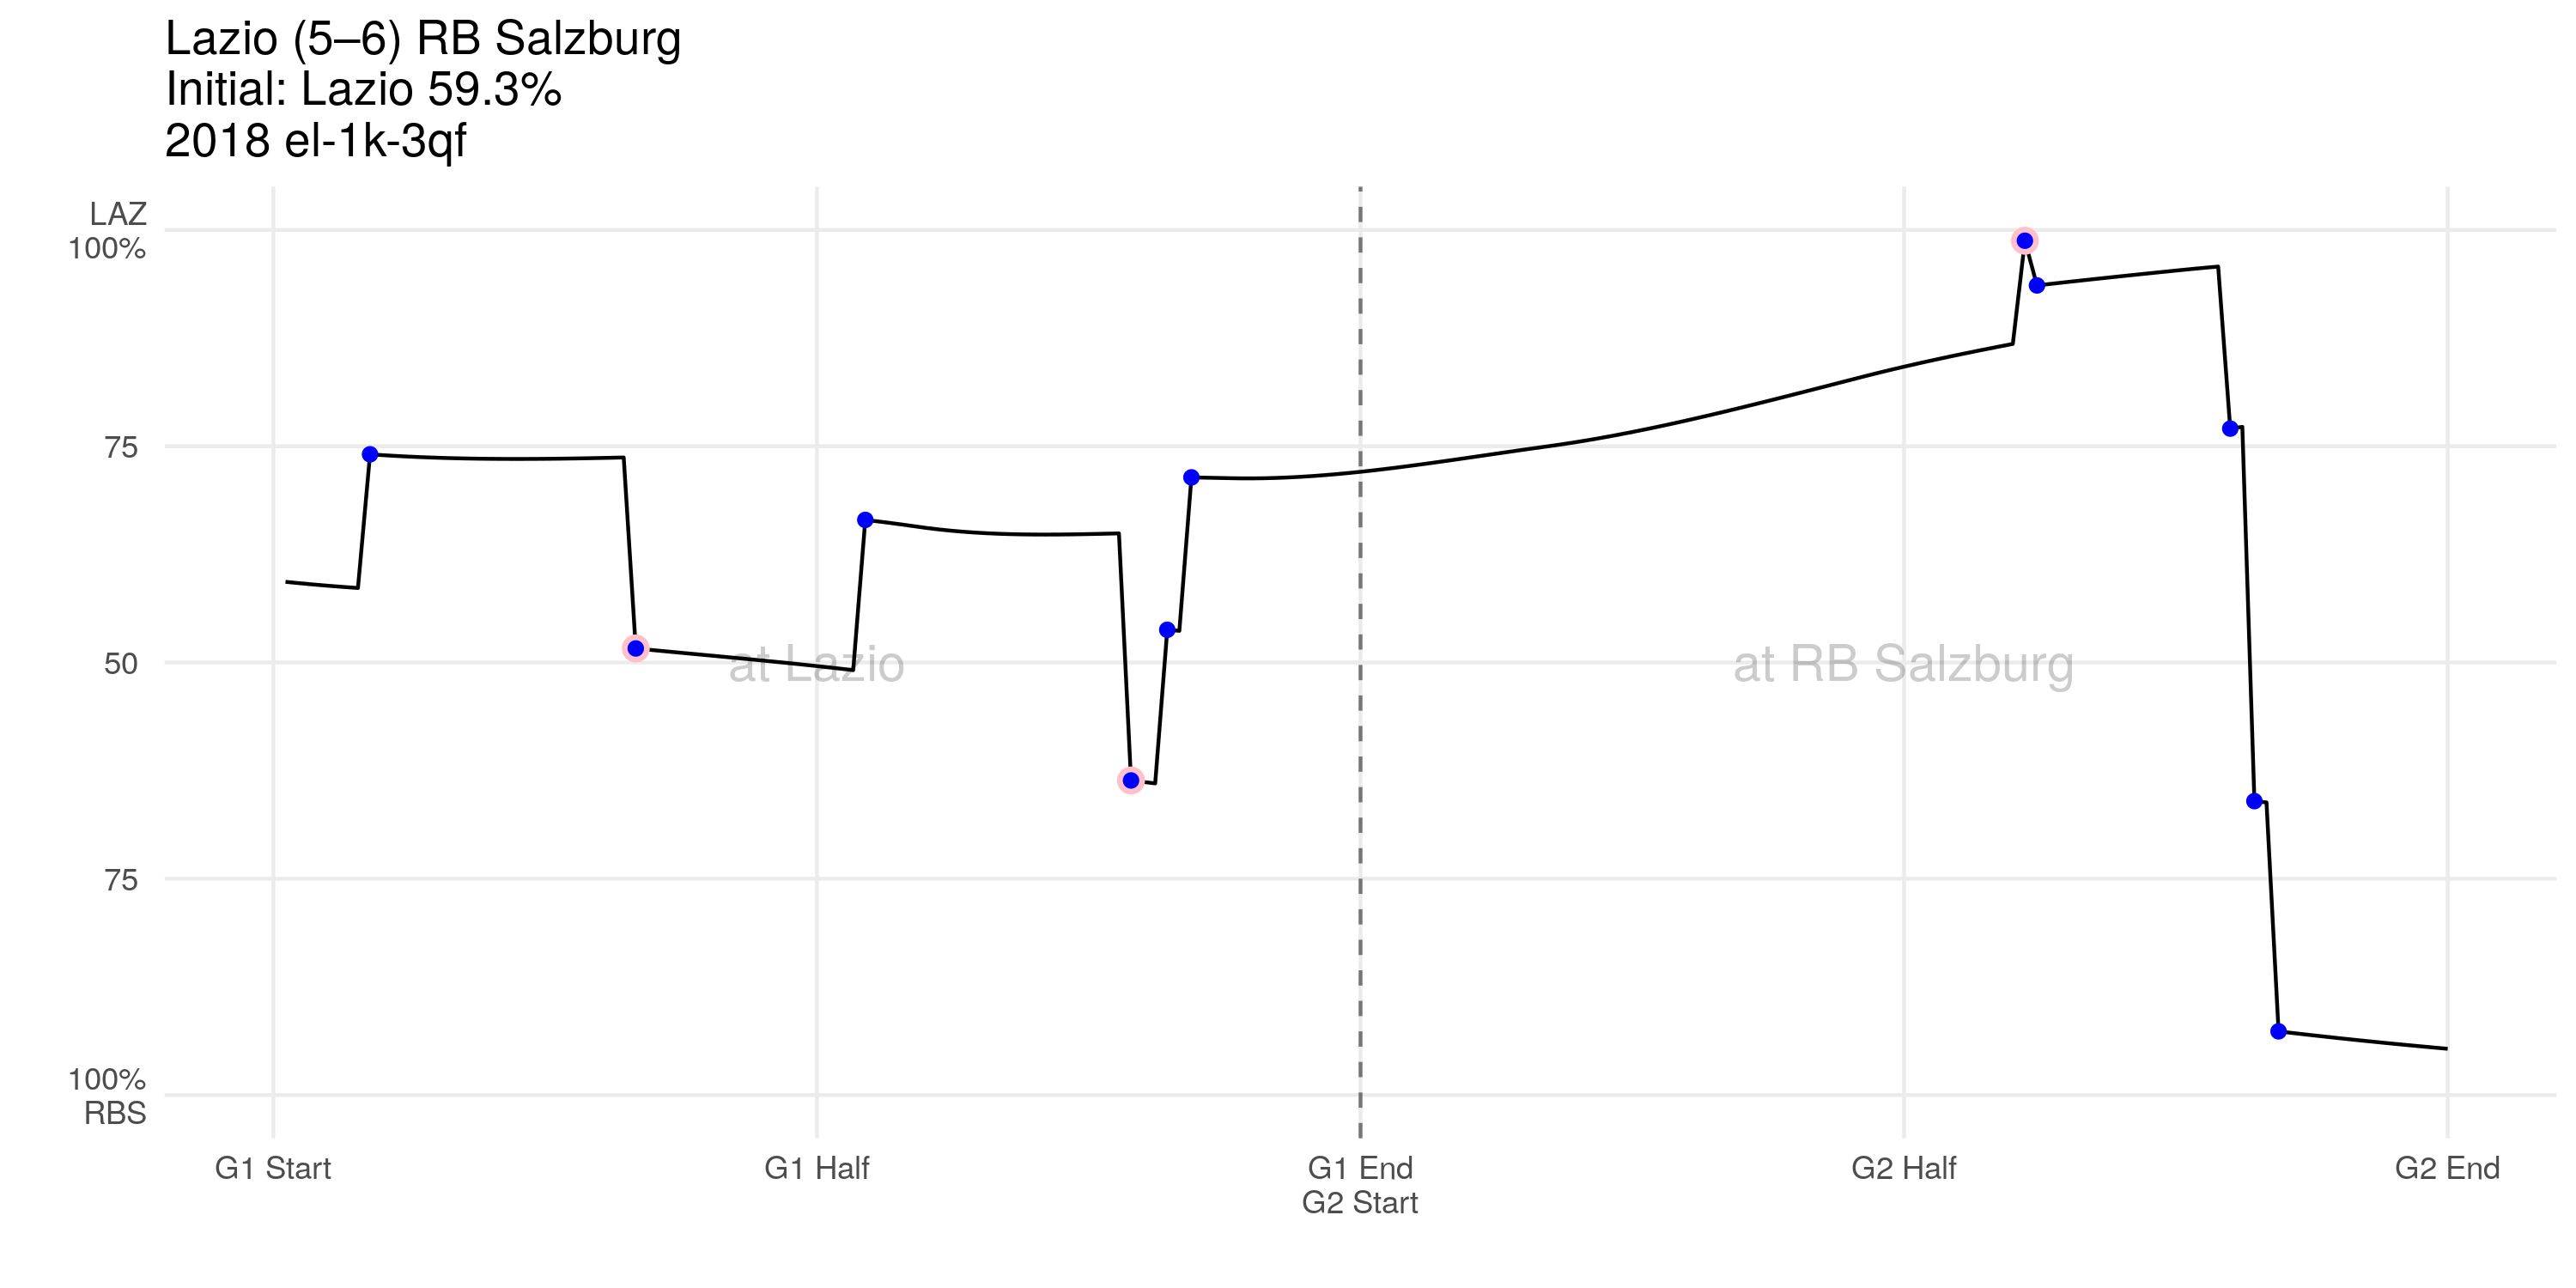 Lazio (5–6) RB Salzburg
Initial: Lazio 59.3%
2018 el-1k-3qf
LAZ
100%
75
50
75
100%
RBS
at Lazio
at RB Salzburg
G1 Start
G1 Half
G1 End
G2 Start
G2 Half
G2 End